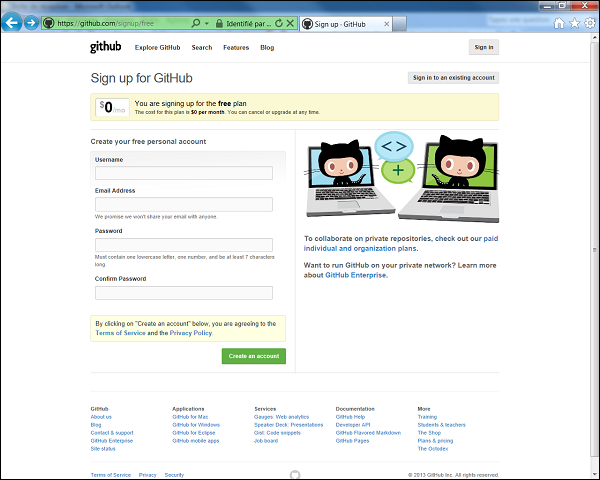 https://github.com/signup/free
Identifié par ...
Sign up · GitHub
github
Explore GitHub
Search
Features
Blog
Sign in
Sign up for GitHub
Sign in to an existing account
$0/mo
You are signing up for the free plan
The cost for this plan is $0 per month. You can cancel or upgrade at any time.
Create your free personal account
Username
Email Address
We promise we won't share your email with anyone.
Password
Must contain one lowercase letter, one number, and be at least 7 characters
long.
Confirm Password
By clicking on "Create an account" below, you are agreeing to the
Terms of Service and the Privacy Policy.
Create an account
<>
+
To collaborate on private repositories, check out our paid
individual and organization plans.
Want to run GitHub on your private network? Learn more
about GitHub Enterprise.
GitHub
About us
Blog
Contact & support
GitHub Enterprise
Site status
Applications
GitHub for Mac
GitHub for Windows
GitHub for Eclipse
GitHub mobile apps
Services
Gauges: Web analytics
Speaker Deck: Presentations
Gist: Code snippets
Job board
Documentation
GitHub Help
Developer API
GitHub Flavored Markdown
GitHub Pages
More
Training
Students & teachers
The Shop
Plans & pricing
The Octodex
Terms of Service
Privacy
Security
© 2013 GitHub Inc. All rights reserved.